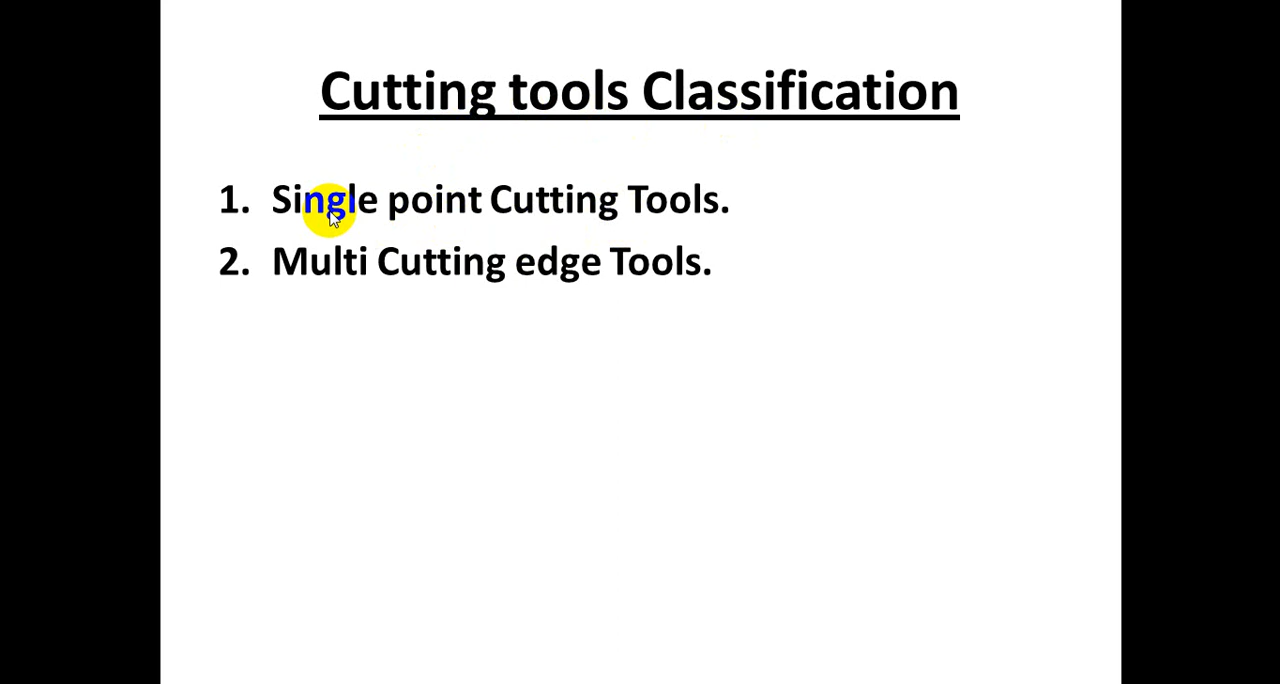 Cutting tools Classification
1. Single point Cutting Tools.
2. Multi Cutting edge Tools.